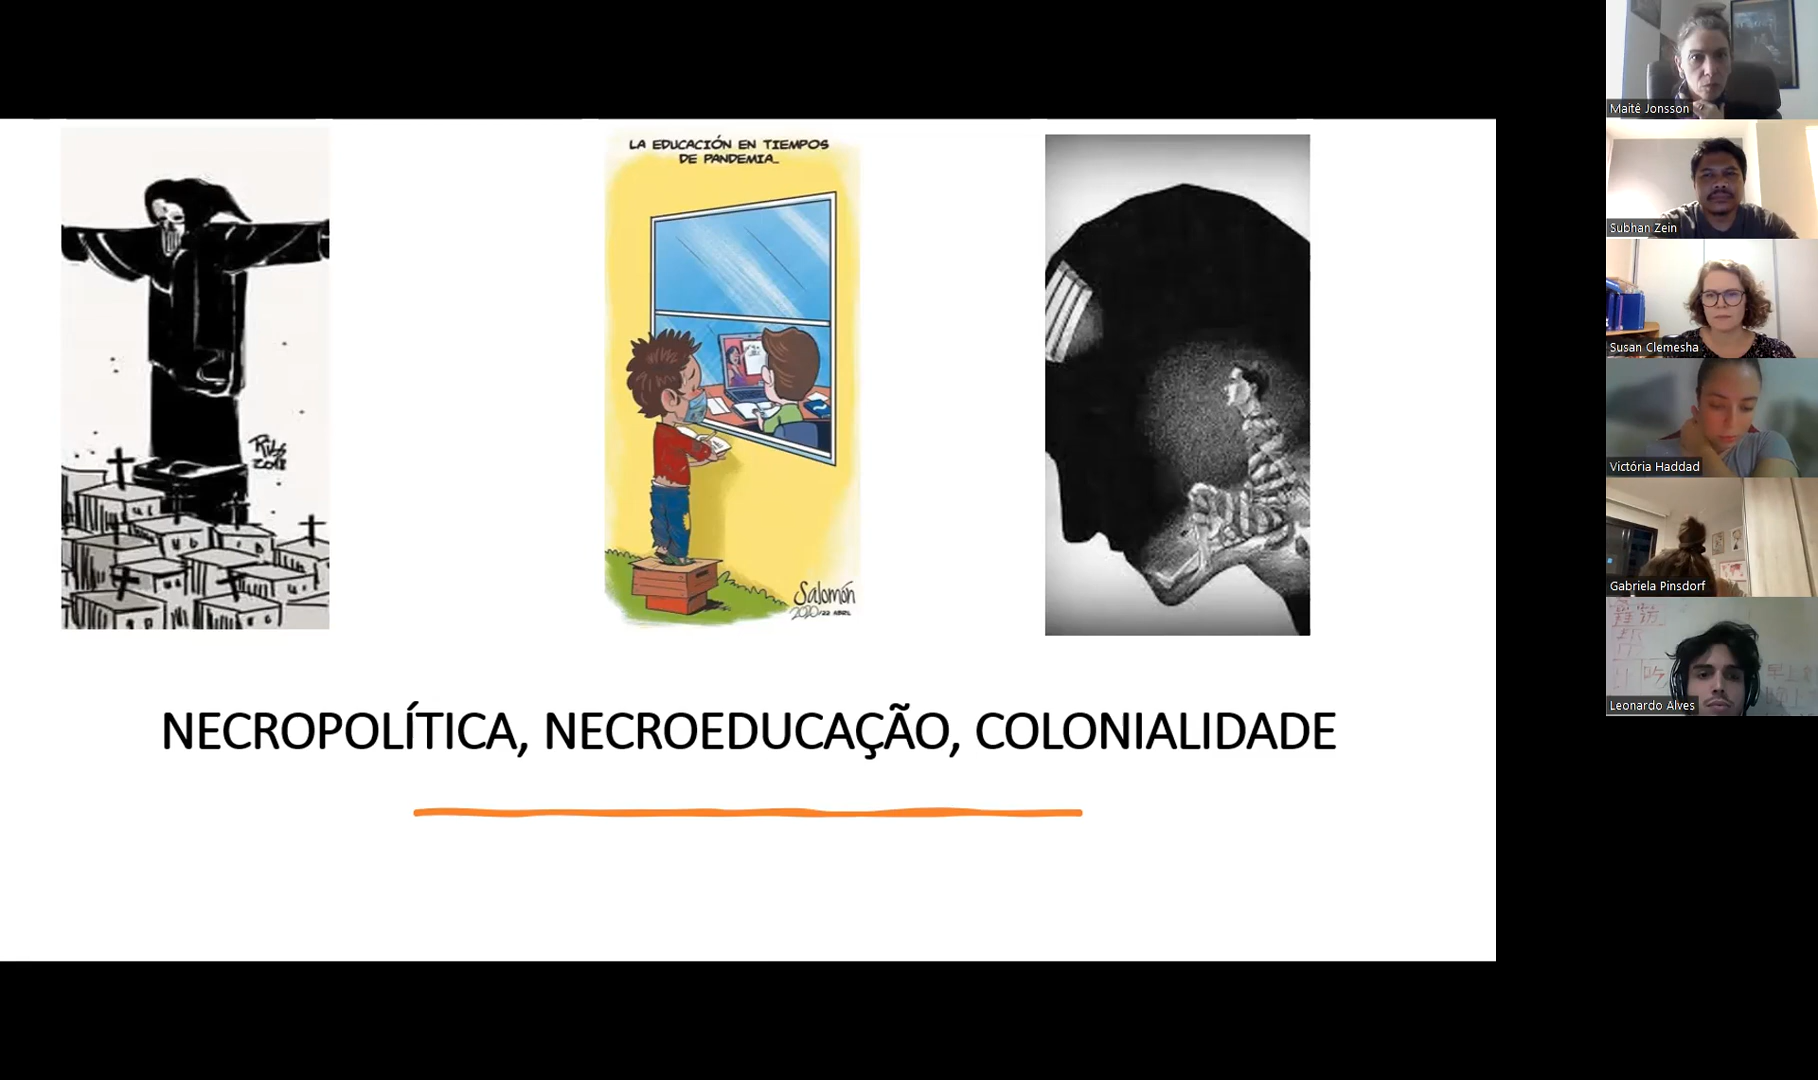 LA EDUCACIÓN EN TIEMPOS
DE PANDEMIA...
Salomón
2020/22 ABRIL
NECROPOLÍTICA, NECROEDUCAÇÃO, COLONIALIDADE
Maitê Jonsson
Subhan Zein
Susan Clemesha
Victória Haddad
Gabriela Pinsdorf
Leonardo Alves